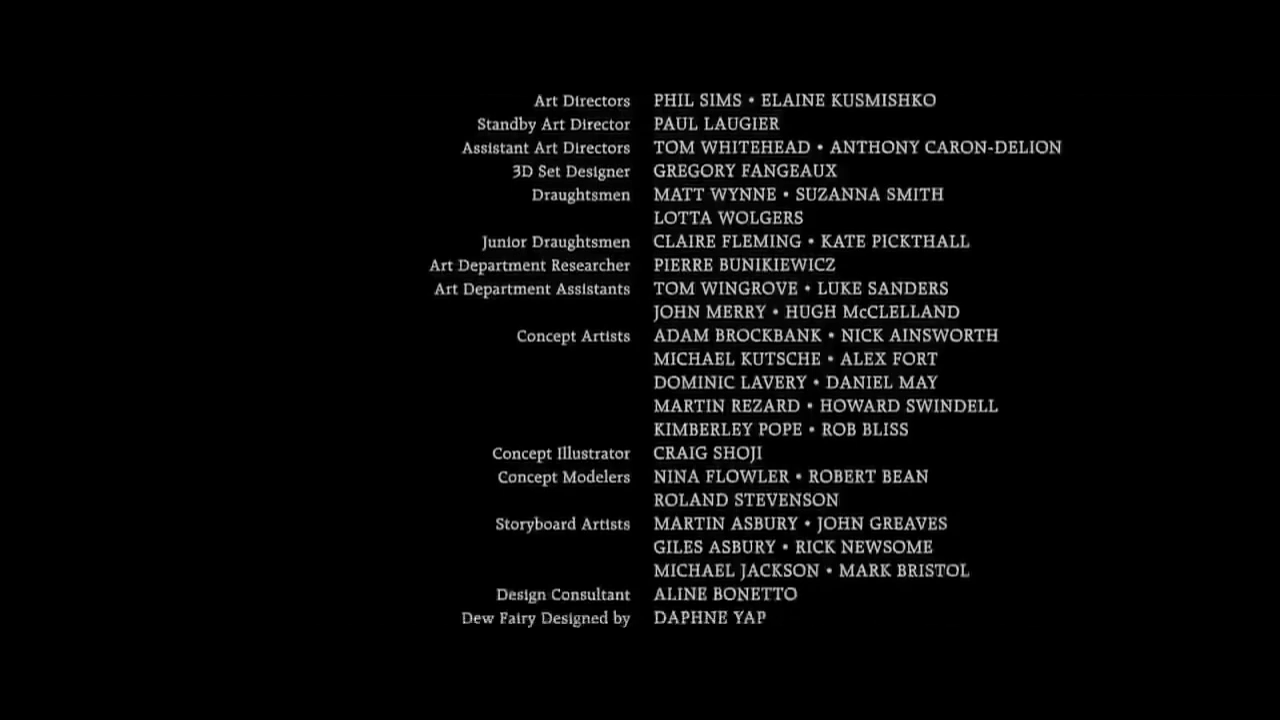 Art Directors PHIL SIMS • ELAINE KUSMISHKO
Standby Art Director PAUL LAUGIER
Assistant Art Directors TOM WHITEHEAD • ANTHONY CARON-DELION
3D Set Designer GREGORY FANGEAUX
Draughtsmen MATT WYNNE • SUZANNA SMITH
LOTTA WOLGERS
Junior Draughtsmen CLAIRE FLEMING • KATE PICKTHALL
Art Department Researcher PIERRE BUNIKIEWICZ
Art Department Assistants TOM WINGROVE • LUKE SANDERS
JOHN MERRY • HUGH McCLELLAND
Concept Artists ADAM BROCKBANK • NICK AINSWORTH
MICHAEL KUTSCHE • ALEX FORT
DOMINIC LAVERY • DANIEL MAY
MARTIN REZARD • HOWARD SWINDELL
KIMBERLEY POPE • ROB BLISS
Concept Illustrator CRAIG SHOJI
Concept Modelers NINA FLOWLER • ROBERT BEAN
ROLAND STEVENSON
Storyboard Artists MARTIN ASBURY • JOHN GREAVES
GILES ASBURY • RICK NEWSOME
MICHAEL JACKSON • MARK BRISTOL
Design Consultant ALINE BONETTO
Dew Fairy Designed by DAPHNE YAP